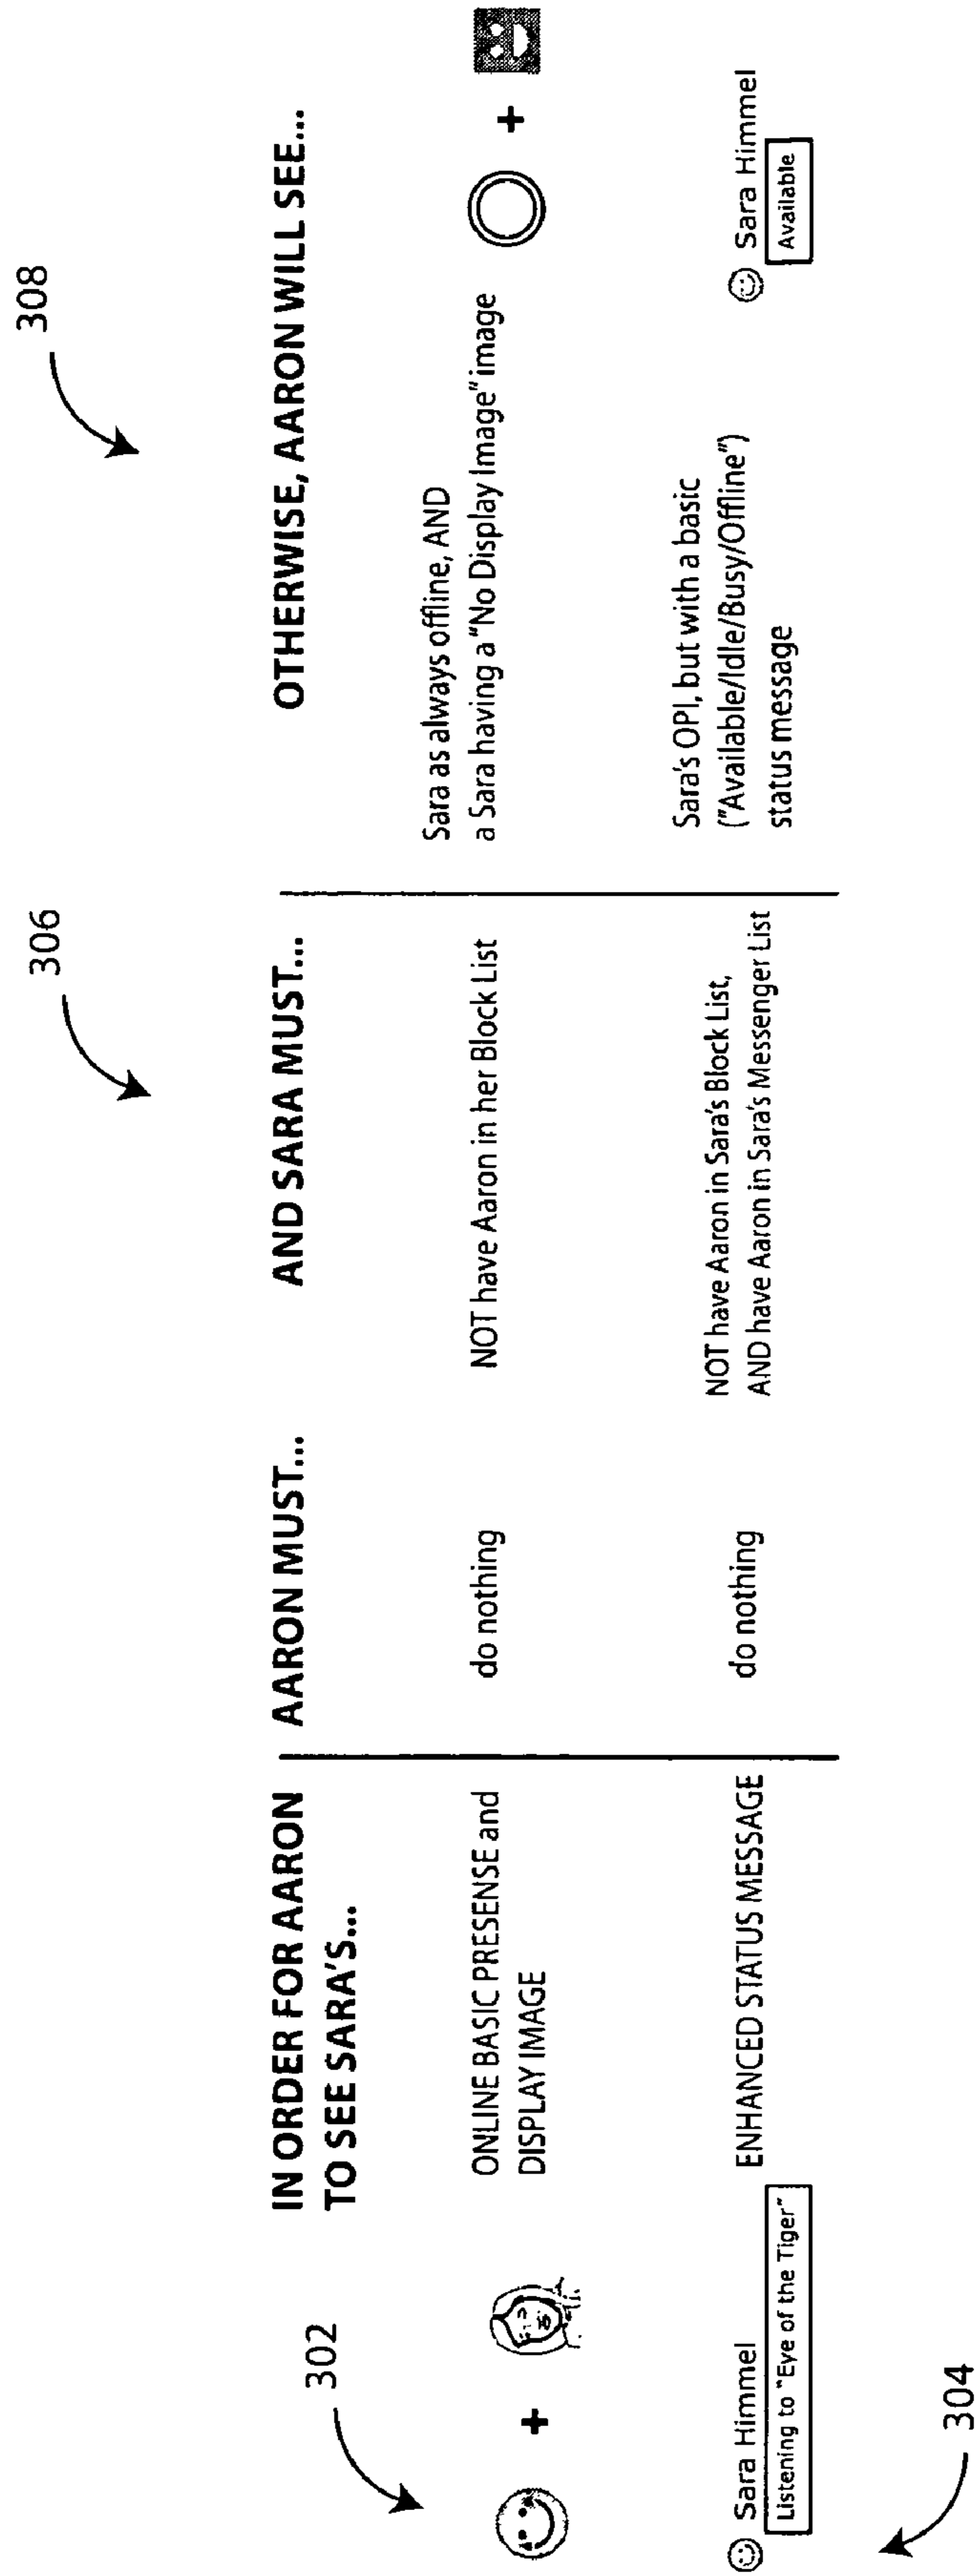 302
304
306
308
IN ORDER FOR AARON
TO SEE SARA'S...
AARON MUST...
AND SARA MUST...
OTHERWISE, AARON WILL SEE...
+
ONLINE BASIC PRESENSE and
DISPLAY IMAGE
do nothing
NOT have Aaron in her Block List
Sara as always offline, AND
a Sara having a "No Display Image" image
+
Sara Himmel
Listening to "Eye of the Tiger"
ENHANCED STATUS MESSAGE
do nothing
NOT have Aaron in Sara's Block List,
AND have Aaron in Sara's Messenger List
Sara's OPI, but with a basic
("Available/Idle/Busy/Offline")
status message
Sara Himmel
Available